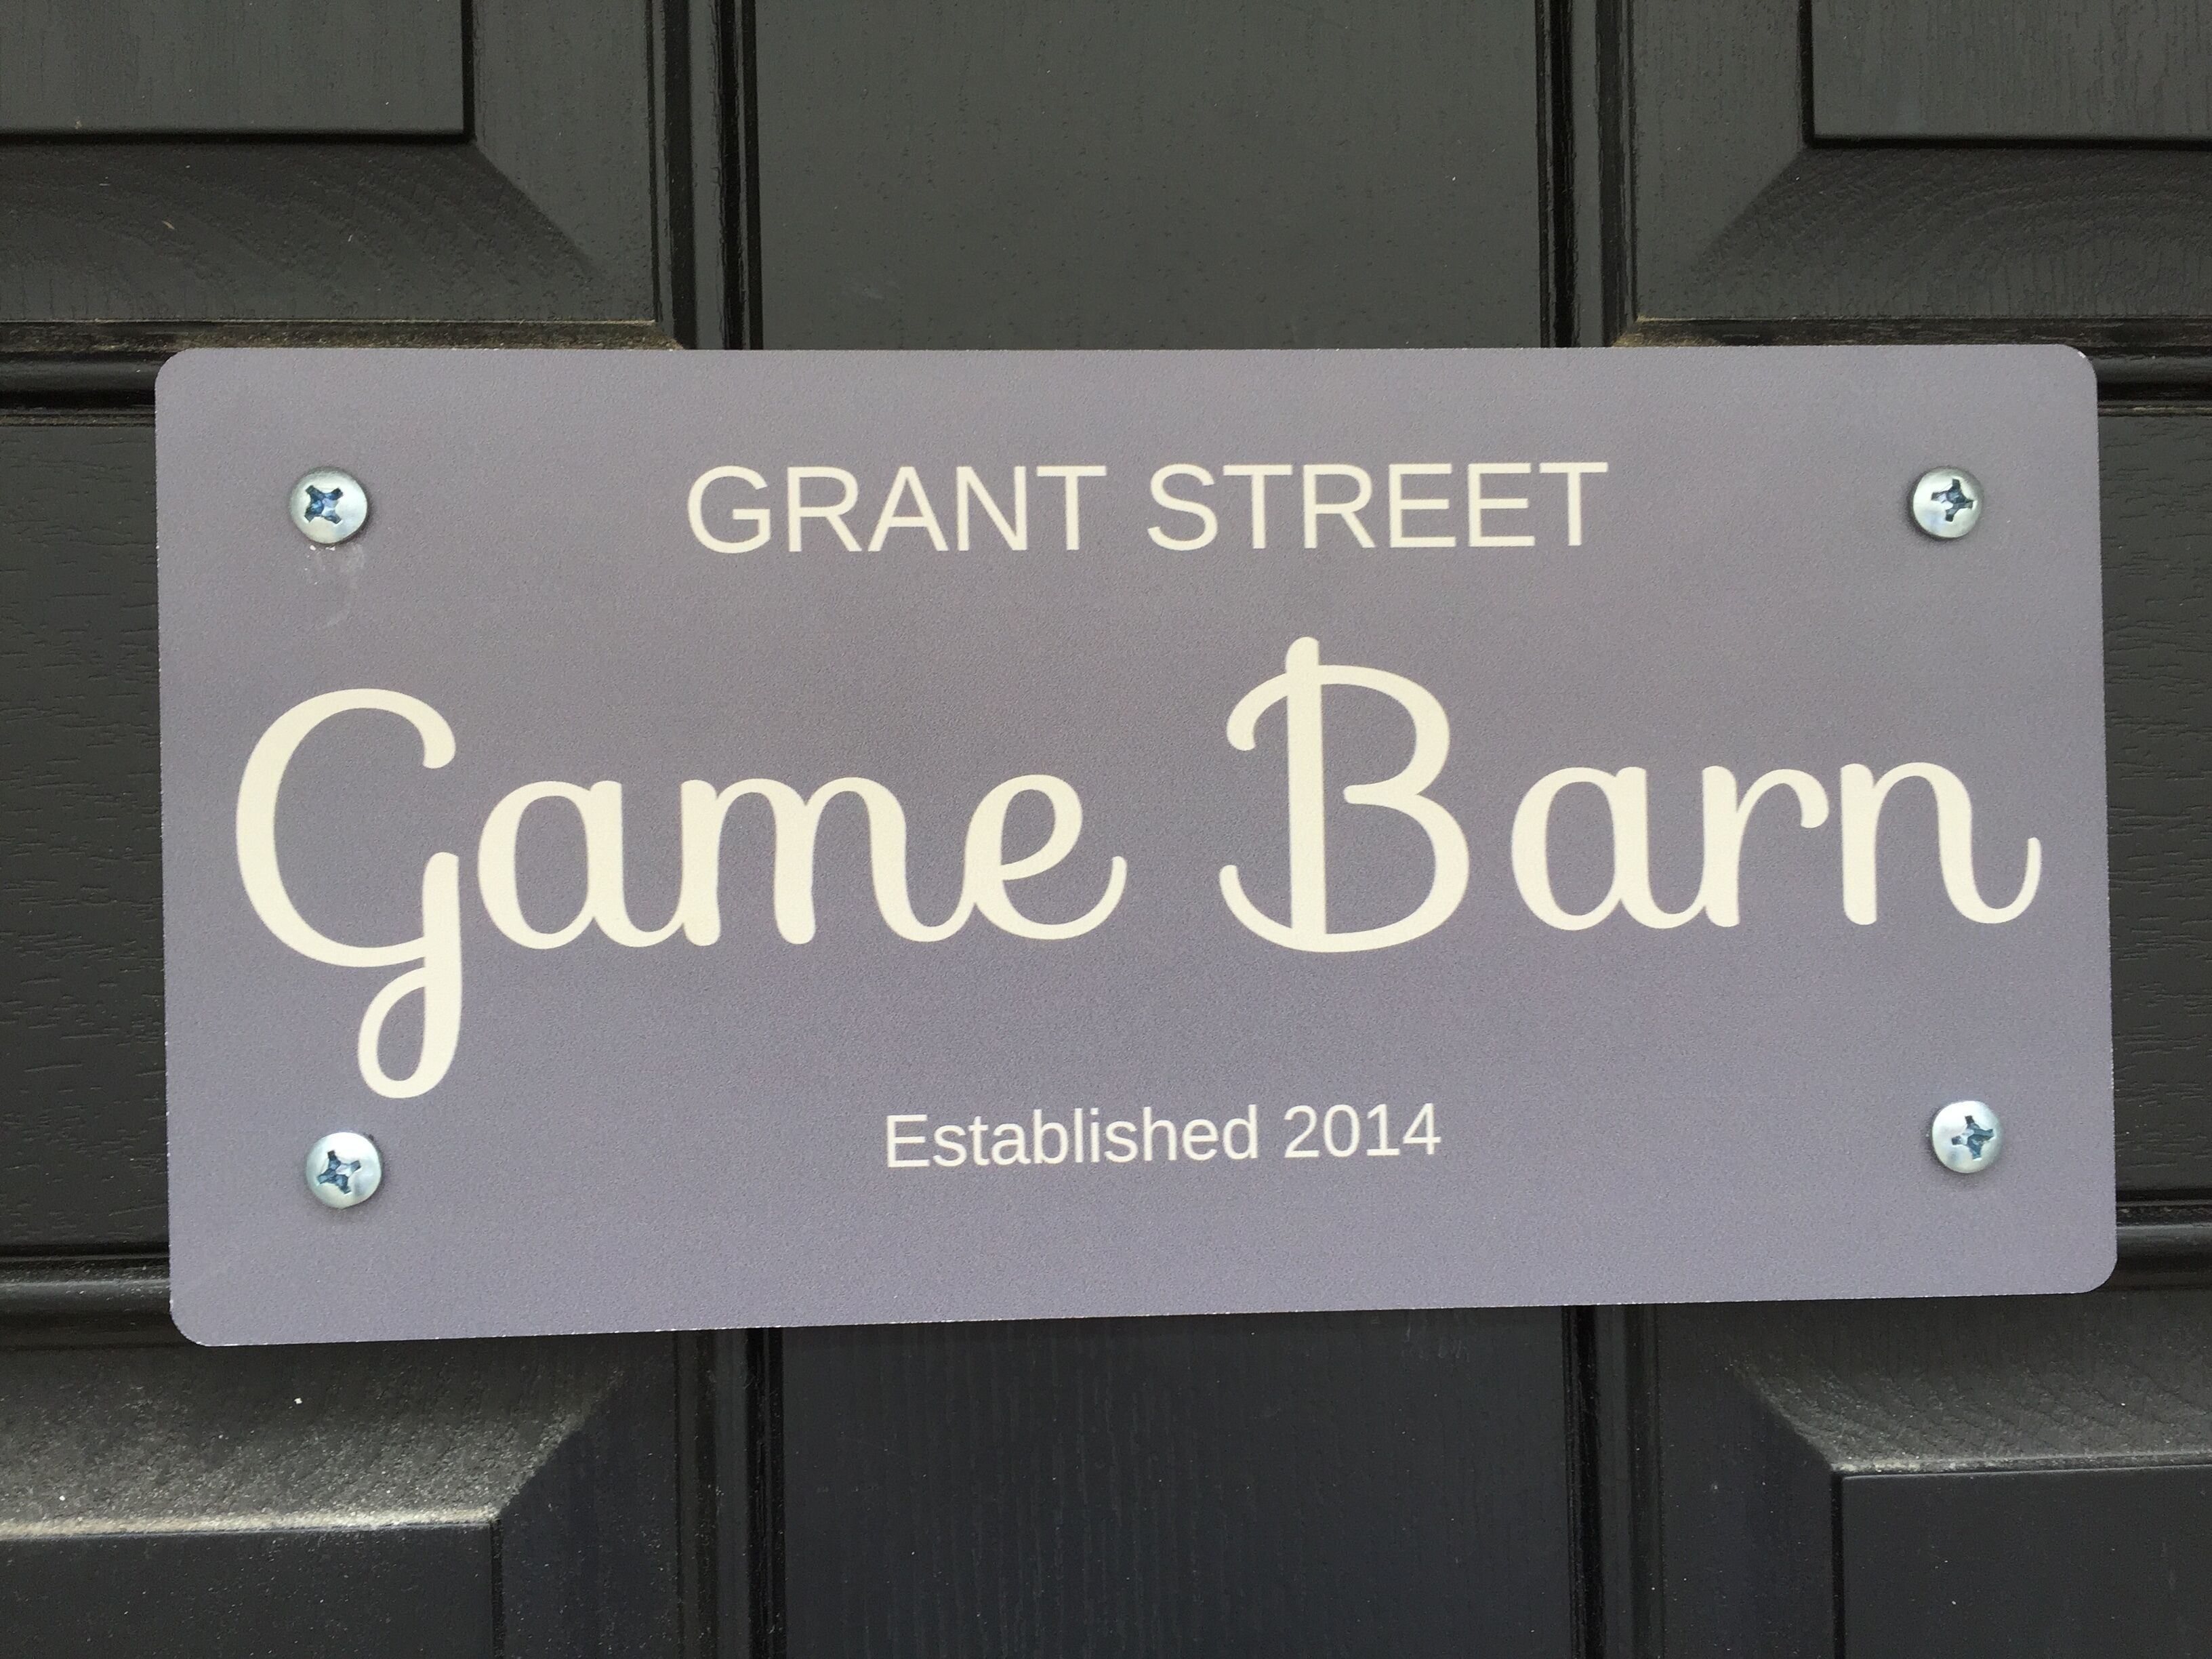 GRANT STREET
Game Barn
Established 2014